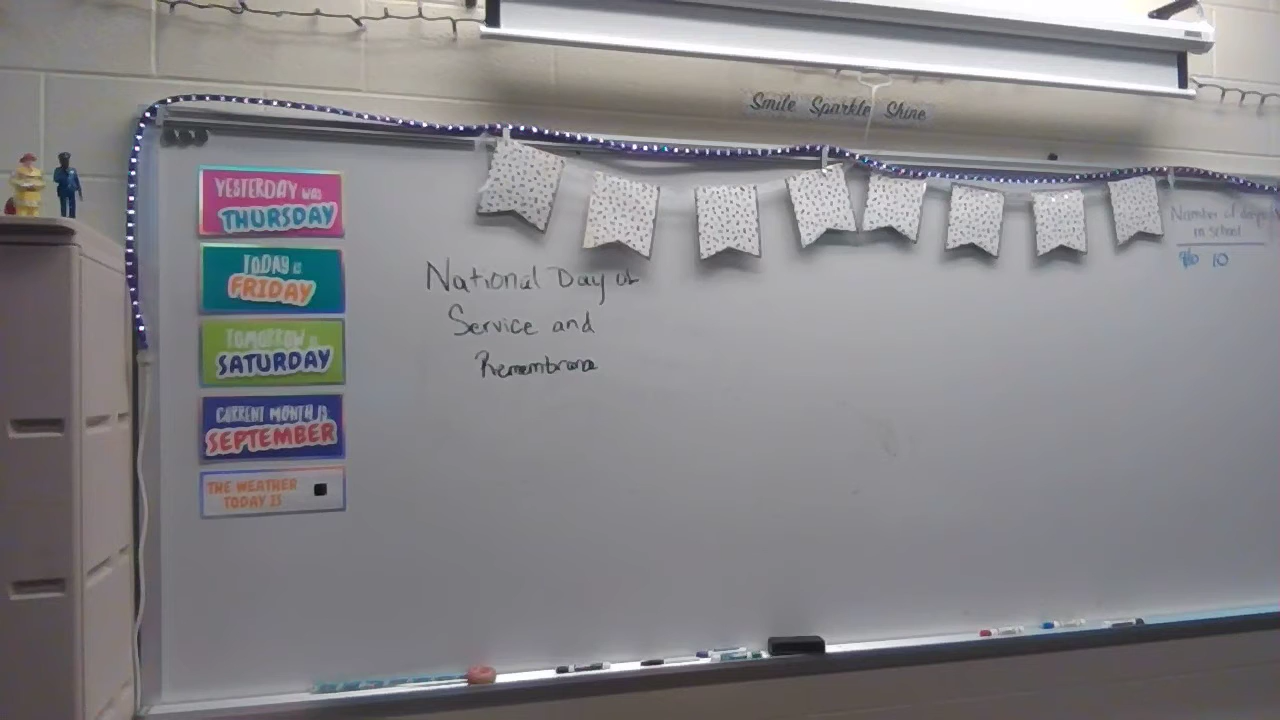 Smile Sparkle Shine
YESTERDAY WAS
THURSDAY
TODAY IS
FRIDAY
TOMORROW IS
SATURDAY
CURRENT MONTH IS
SEPTEMBER
THE WEATHER
TODAY IS
National Day of
Service and
Remembrance
Number of days
in school
10